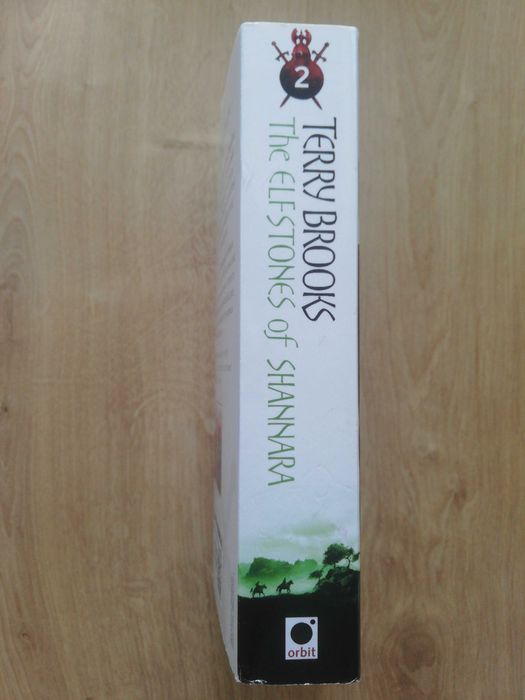 2
TERRY BROOKS
The ELFSTONES of SHANNARA
orbit